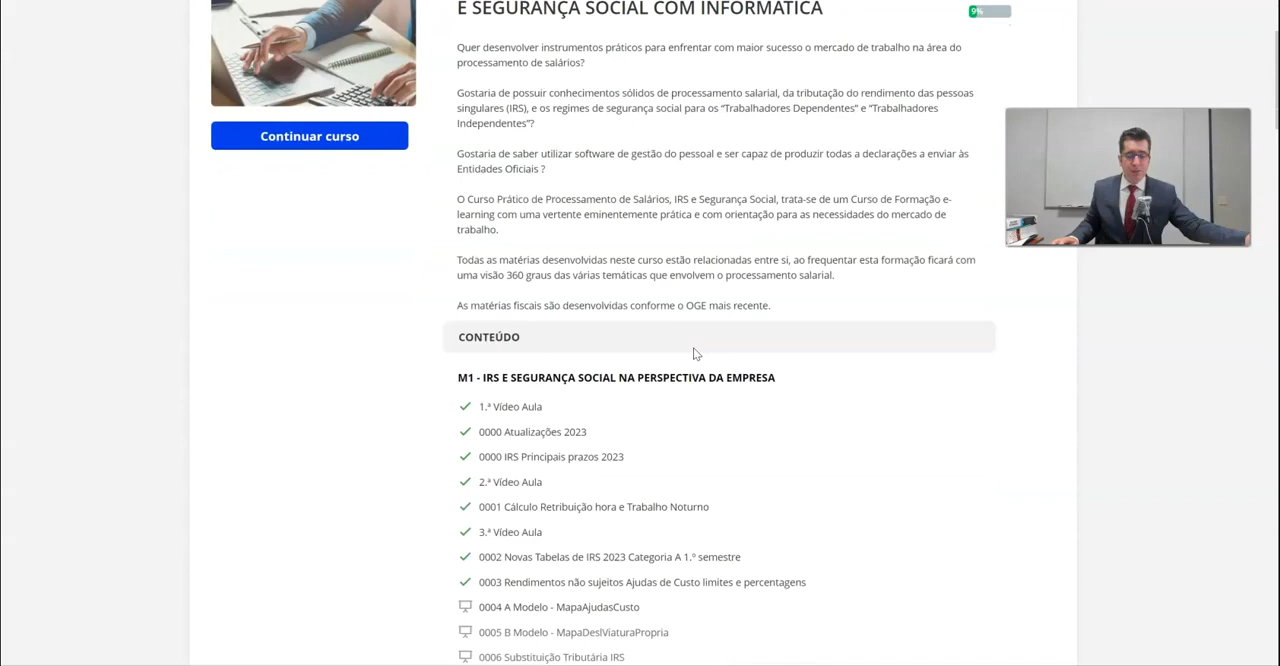 E SEGURANÇA SOCIAL COM INFORMÁTICA
9%
Quer desenvolver instrumentos práticos para enfrentar com maior sucesso o mercado de trabalho na área do
processamento de salários?
Gostaria de possuir conhecimentos sólidos de processamento salarial, da tributação do rendimento das pessoas
singulares (IRS), e os regimes de segurança social para os “Trabalhadores Dependentes” e “Trabalhadores
Independentes”?
Gostaria de saber utilizar software de gestão do pessoal e ser capaz de produzir todas a declarações a enviar às
Entidades Oficiais ?
O Curso Prático de Processamento de Salários, IRS e Segurança Social, trata-se de um Curso de Formação e-
learning com uma vertente eminentemente prática e com orientação para as necessidades do mercado de
trabalho.
Todas as matérias desenvolvidas neste curso estão relacionadas entre si, ao frequentar esta formação ficará com
uma visão 360 graus das várias temáticas que envolvem o processamento salarial.
As matérias fiscais são desenvolvidas conforme o OGE mais recente.
Continuar curso
CONTEÚDO
M1 - IRS E SEGURANÇA SOCIAL NA PERSPECTIVA DA EMPRESA
1.ª Vídeo Aula
0000 Atualizações 2023
0000 IRS Principais prazos 2023
2.ª Vídeo Aula
0001 Cálculo Retribuição hora e Trabalho Noturno
3.ª Vídeo Aula
0002 Novas Tabelas de IRS 2023 Categoria A 1.º semestre
0003 Rendimentos não sujeitos Ajudas de Custo limites e percentagens
0004 A Modelo - MapaAjudasCusto
0005 B Modelo - MapaDeslViaturaPropria
0006 Substituição Tributária IRS